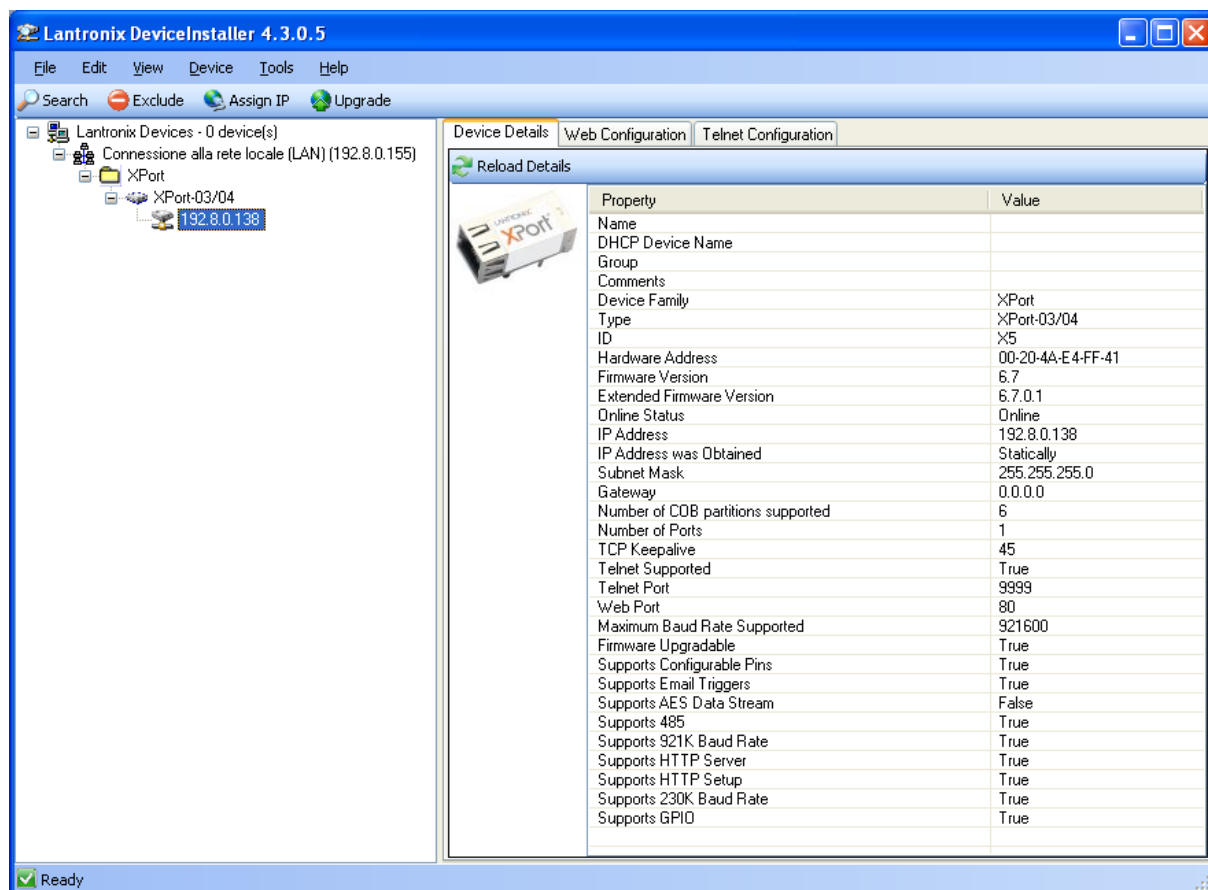 Lantronix DeviceInstaller 4.3.0.5
File Edit View Device Tools Help
Search Exclude Assign IP Upgrade
Lantronix Devices - 0 device(s)
Connessione alla rete locale (LAN) (192.8.0.155)
XPort
XPort-03/04
192.8.0.138
Device Details Web Configuration Telnet Configuration
Reload Details
LANTRONIX
XPort
Property Value
Name
DHCP Device Name
Group
Comments
Device Family XPort
Type XPort-03/04
ID X5
Hardware Address 00-20-4A-E4-FF-41
Firmware Version 6.7
Extended Firmware Version 6.7.0.1
Online Status Online
IP Address 192.8.0.138
IP Address was Obtained Statically
Subnet Mask 255.255.255.0
Gateway 0.0.0.0
Number of COB partitions supported 6
Number of Ports 1
TCP Keepalive 45
Telnet Supported True
Telnet Port 9999
Web Port 80
Maximum Baud Rate Supported 921600
Firmware Upgradable True
Supports Configurable Pins True
Supports Email Triggers True
Supports AES Data Stream False
Supports 485 True
Supports 921K Baud Rate True
Supports HTTP Server True
Supports HTTP Setup True
Supports 230K Baud Rate True
Supports GPIO True
Ready